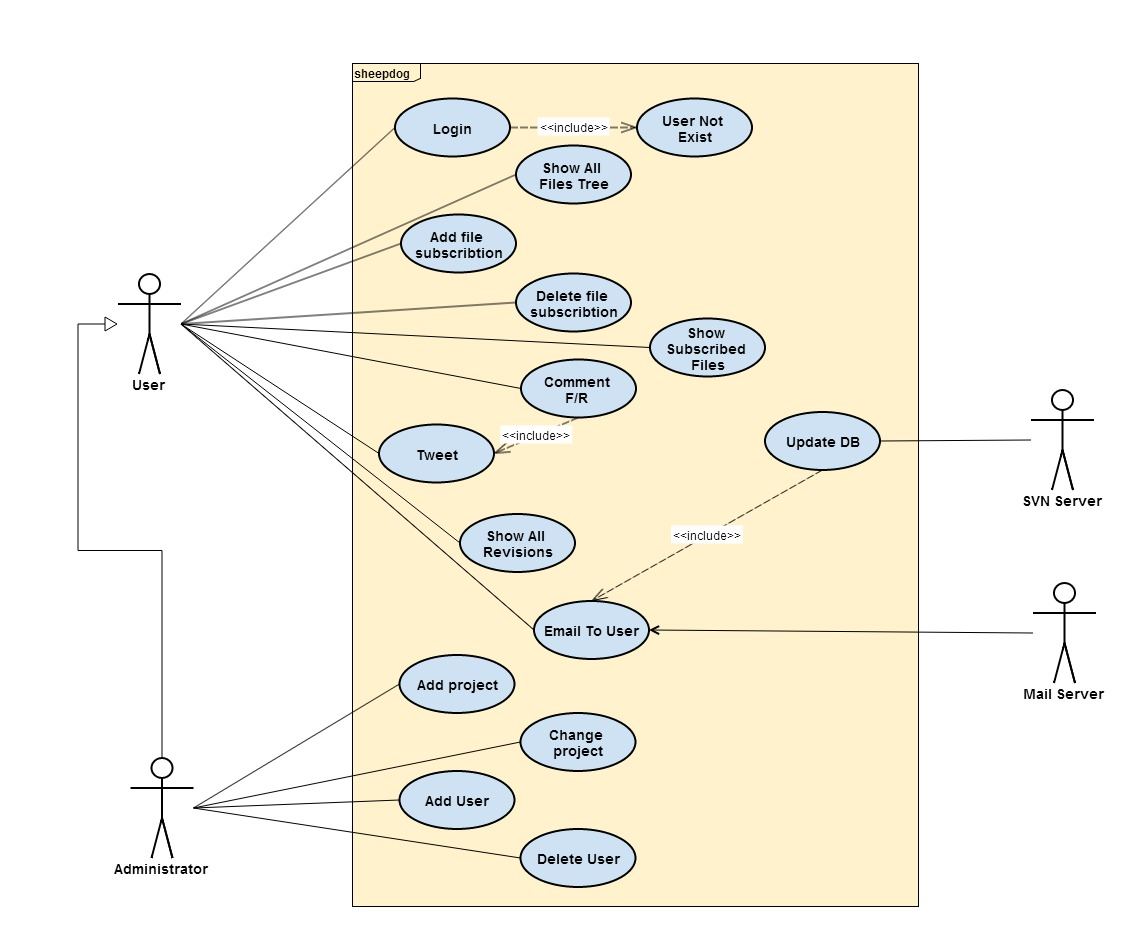 sheepdog
Login
<<include>>
User Not
Exist
Show All
Files Tree
Add file
subscribtion
Delete file
subscribtion
Show
Subscribed
Files
User
Comment
F/R
<<include>>
Tweet
Update DB
SVN Server
Show All
Revisions
<<include>>
Email To User
Mail Server
Add project
Change
project
Add User
Delete User
Administrator